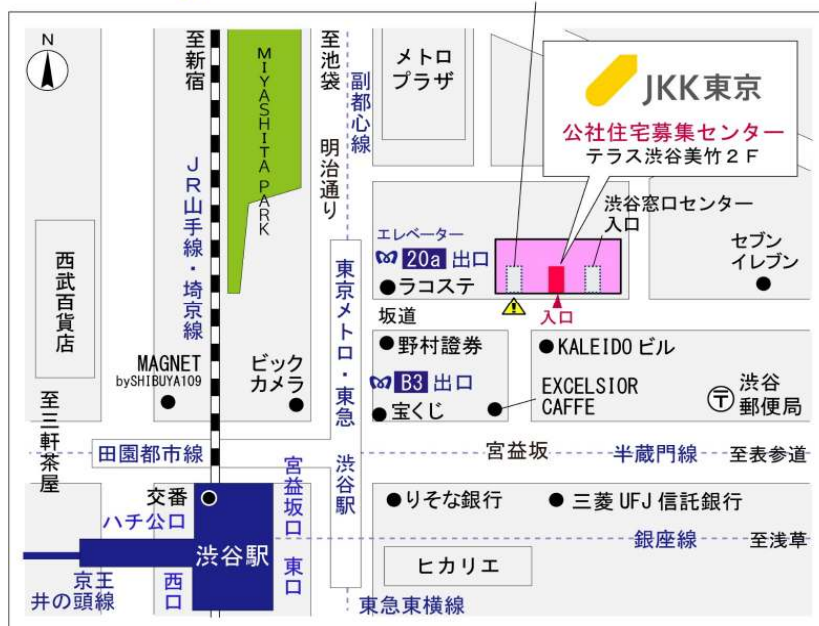 N
至新宿
MIYASHITA PARK
至池袋
明治通り
副都心線
メトロ
プラザ
JKK東京
公社住宅募集センター
テラス渋谷美竹2F
JR山手線・埼京線
西武百貨店
エレベーター
20a 出口
ラコステ
渋谷窓口センター
入口
セブン
イレブン
入口
坂道
東京メトロ・東急 渋谷駅
野村證券
KALEIDO ビル
MAGNET
bySHIBUYA109
ビック
カメラ
B3 出口
宝くじ
EXCELSIOR
CAFFE
〒 渋谷
郵便局
至三軒茶屋
田園都市線
宮益坂
半蔵門線
至表参道
交番
ハチ公口
宮益坂口
りそな銀行
三菱UFJ信託銀行
渋谷駅
銀座線
至浅草
京王
井の頭線
西口
東口
ヒカリエ
東急東横線